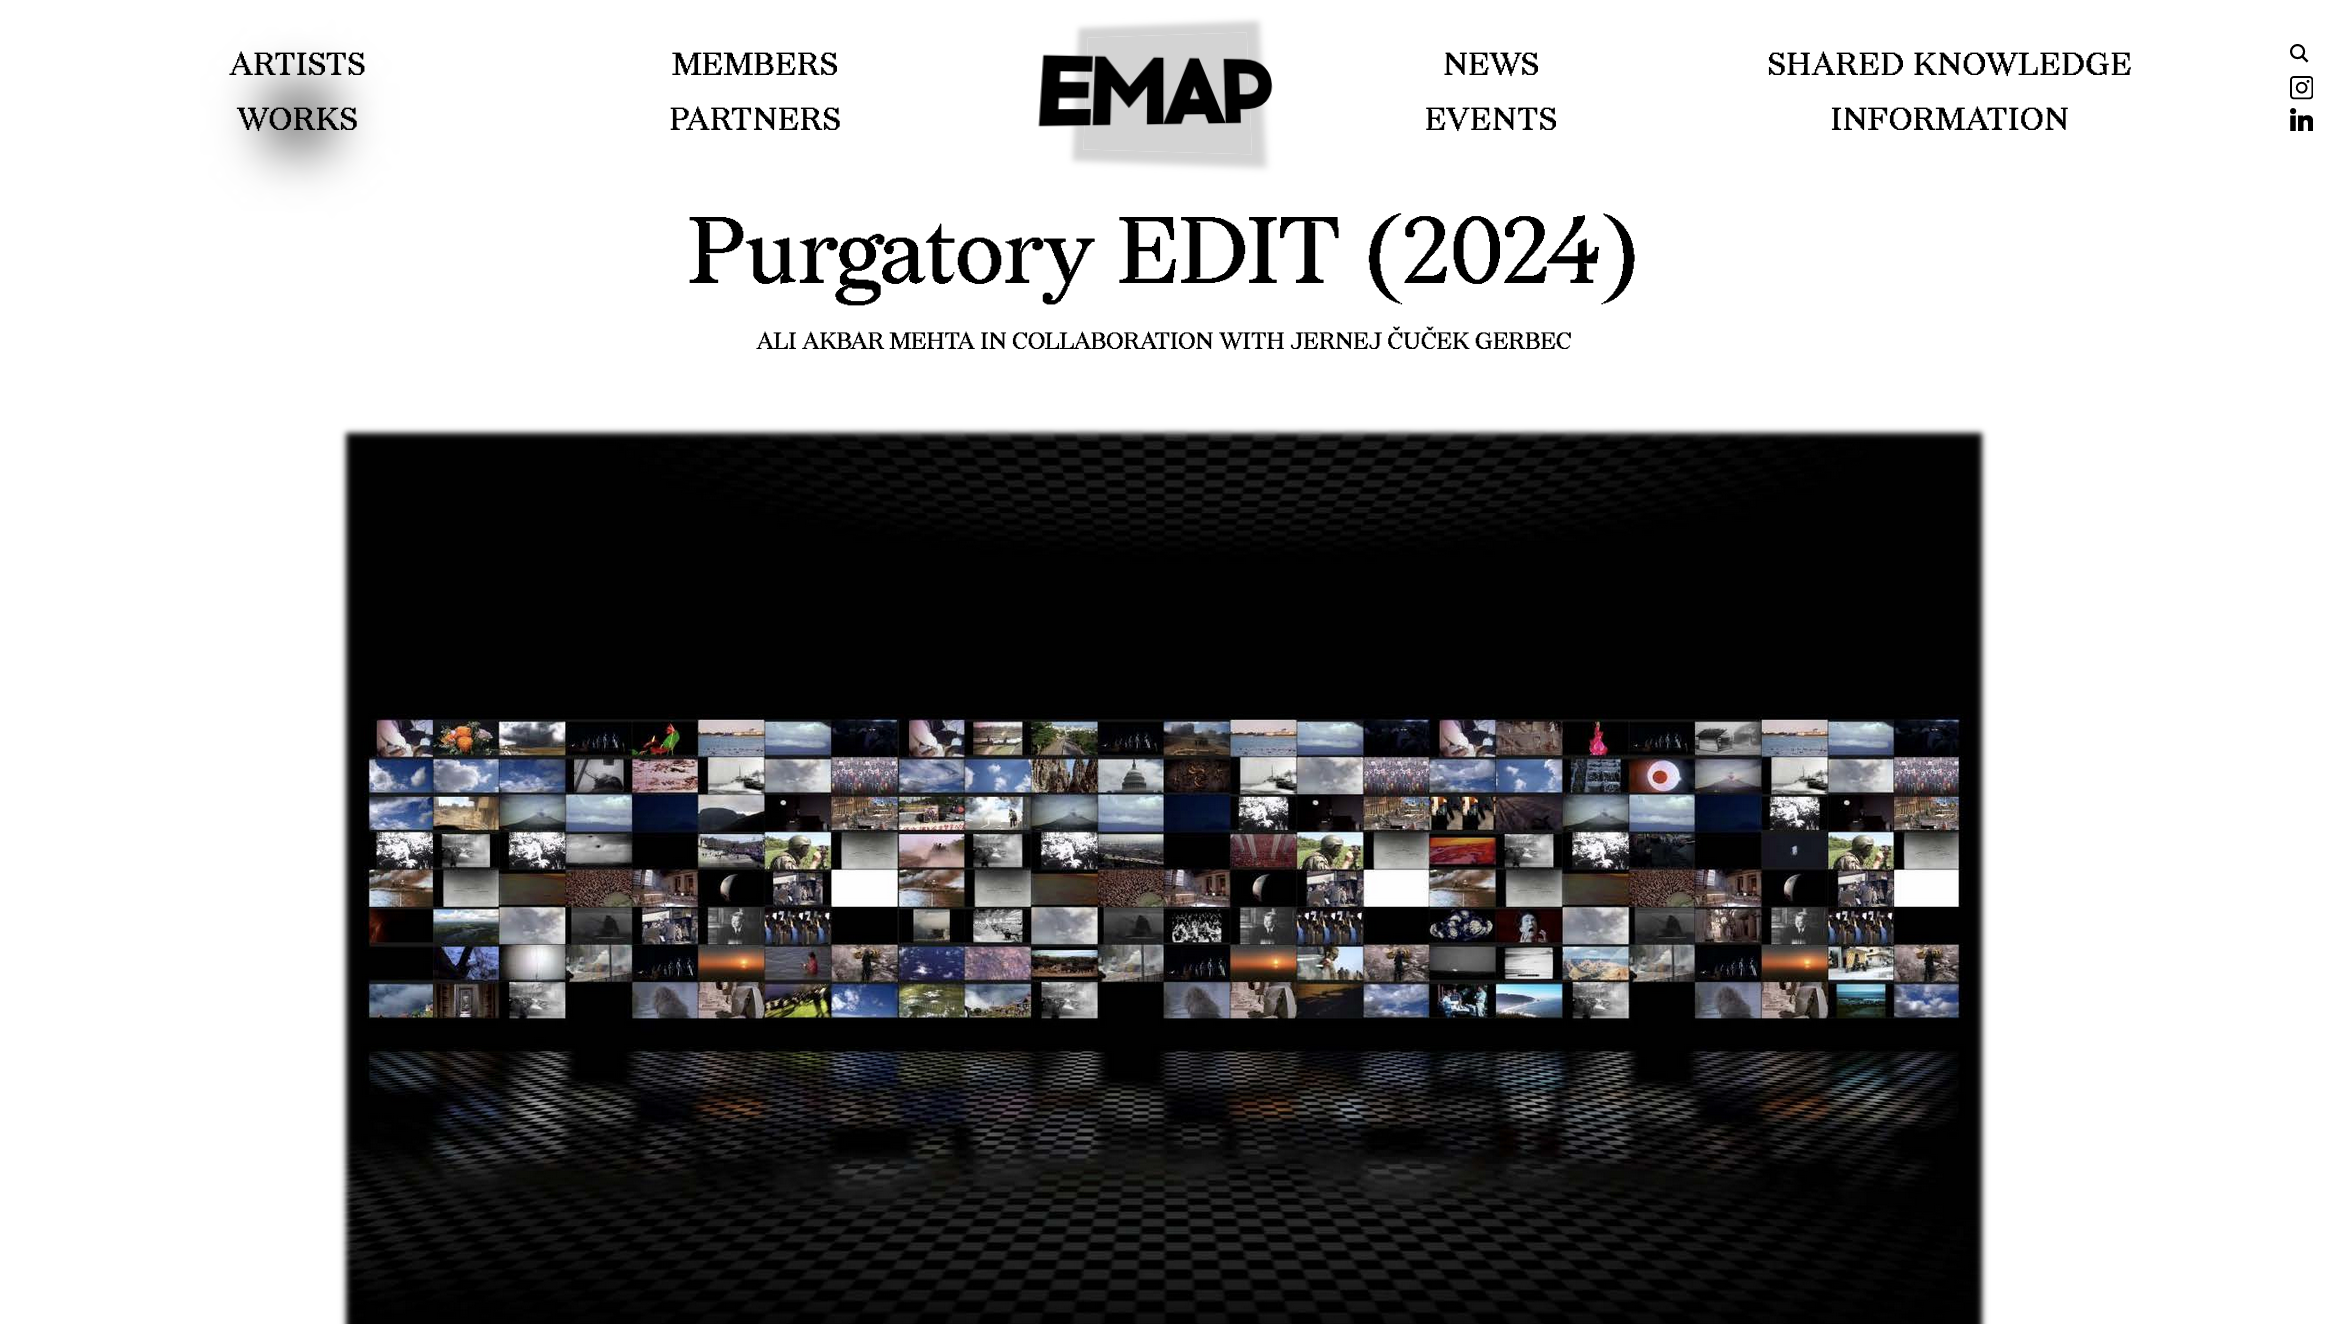 ARTISTS
WORKS
MEMBERS
PARTNERS
EMAP
NEWS
EVENTS
SHARED KNOWLEDGE
INFORMATION
in
Purgatory EDIT (2024)
ALI AKBAR MEHTA IN COLLABORATION WITH JERNEJ ČUČEK GERBEC